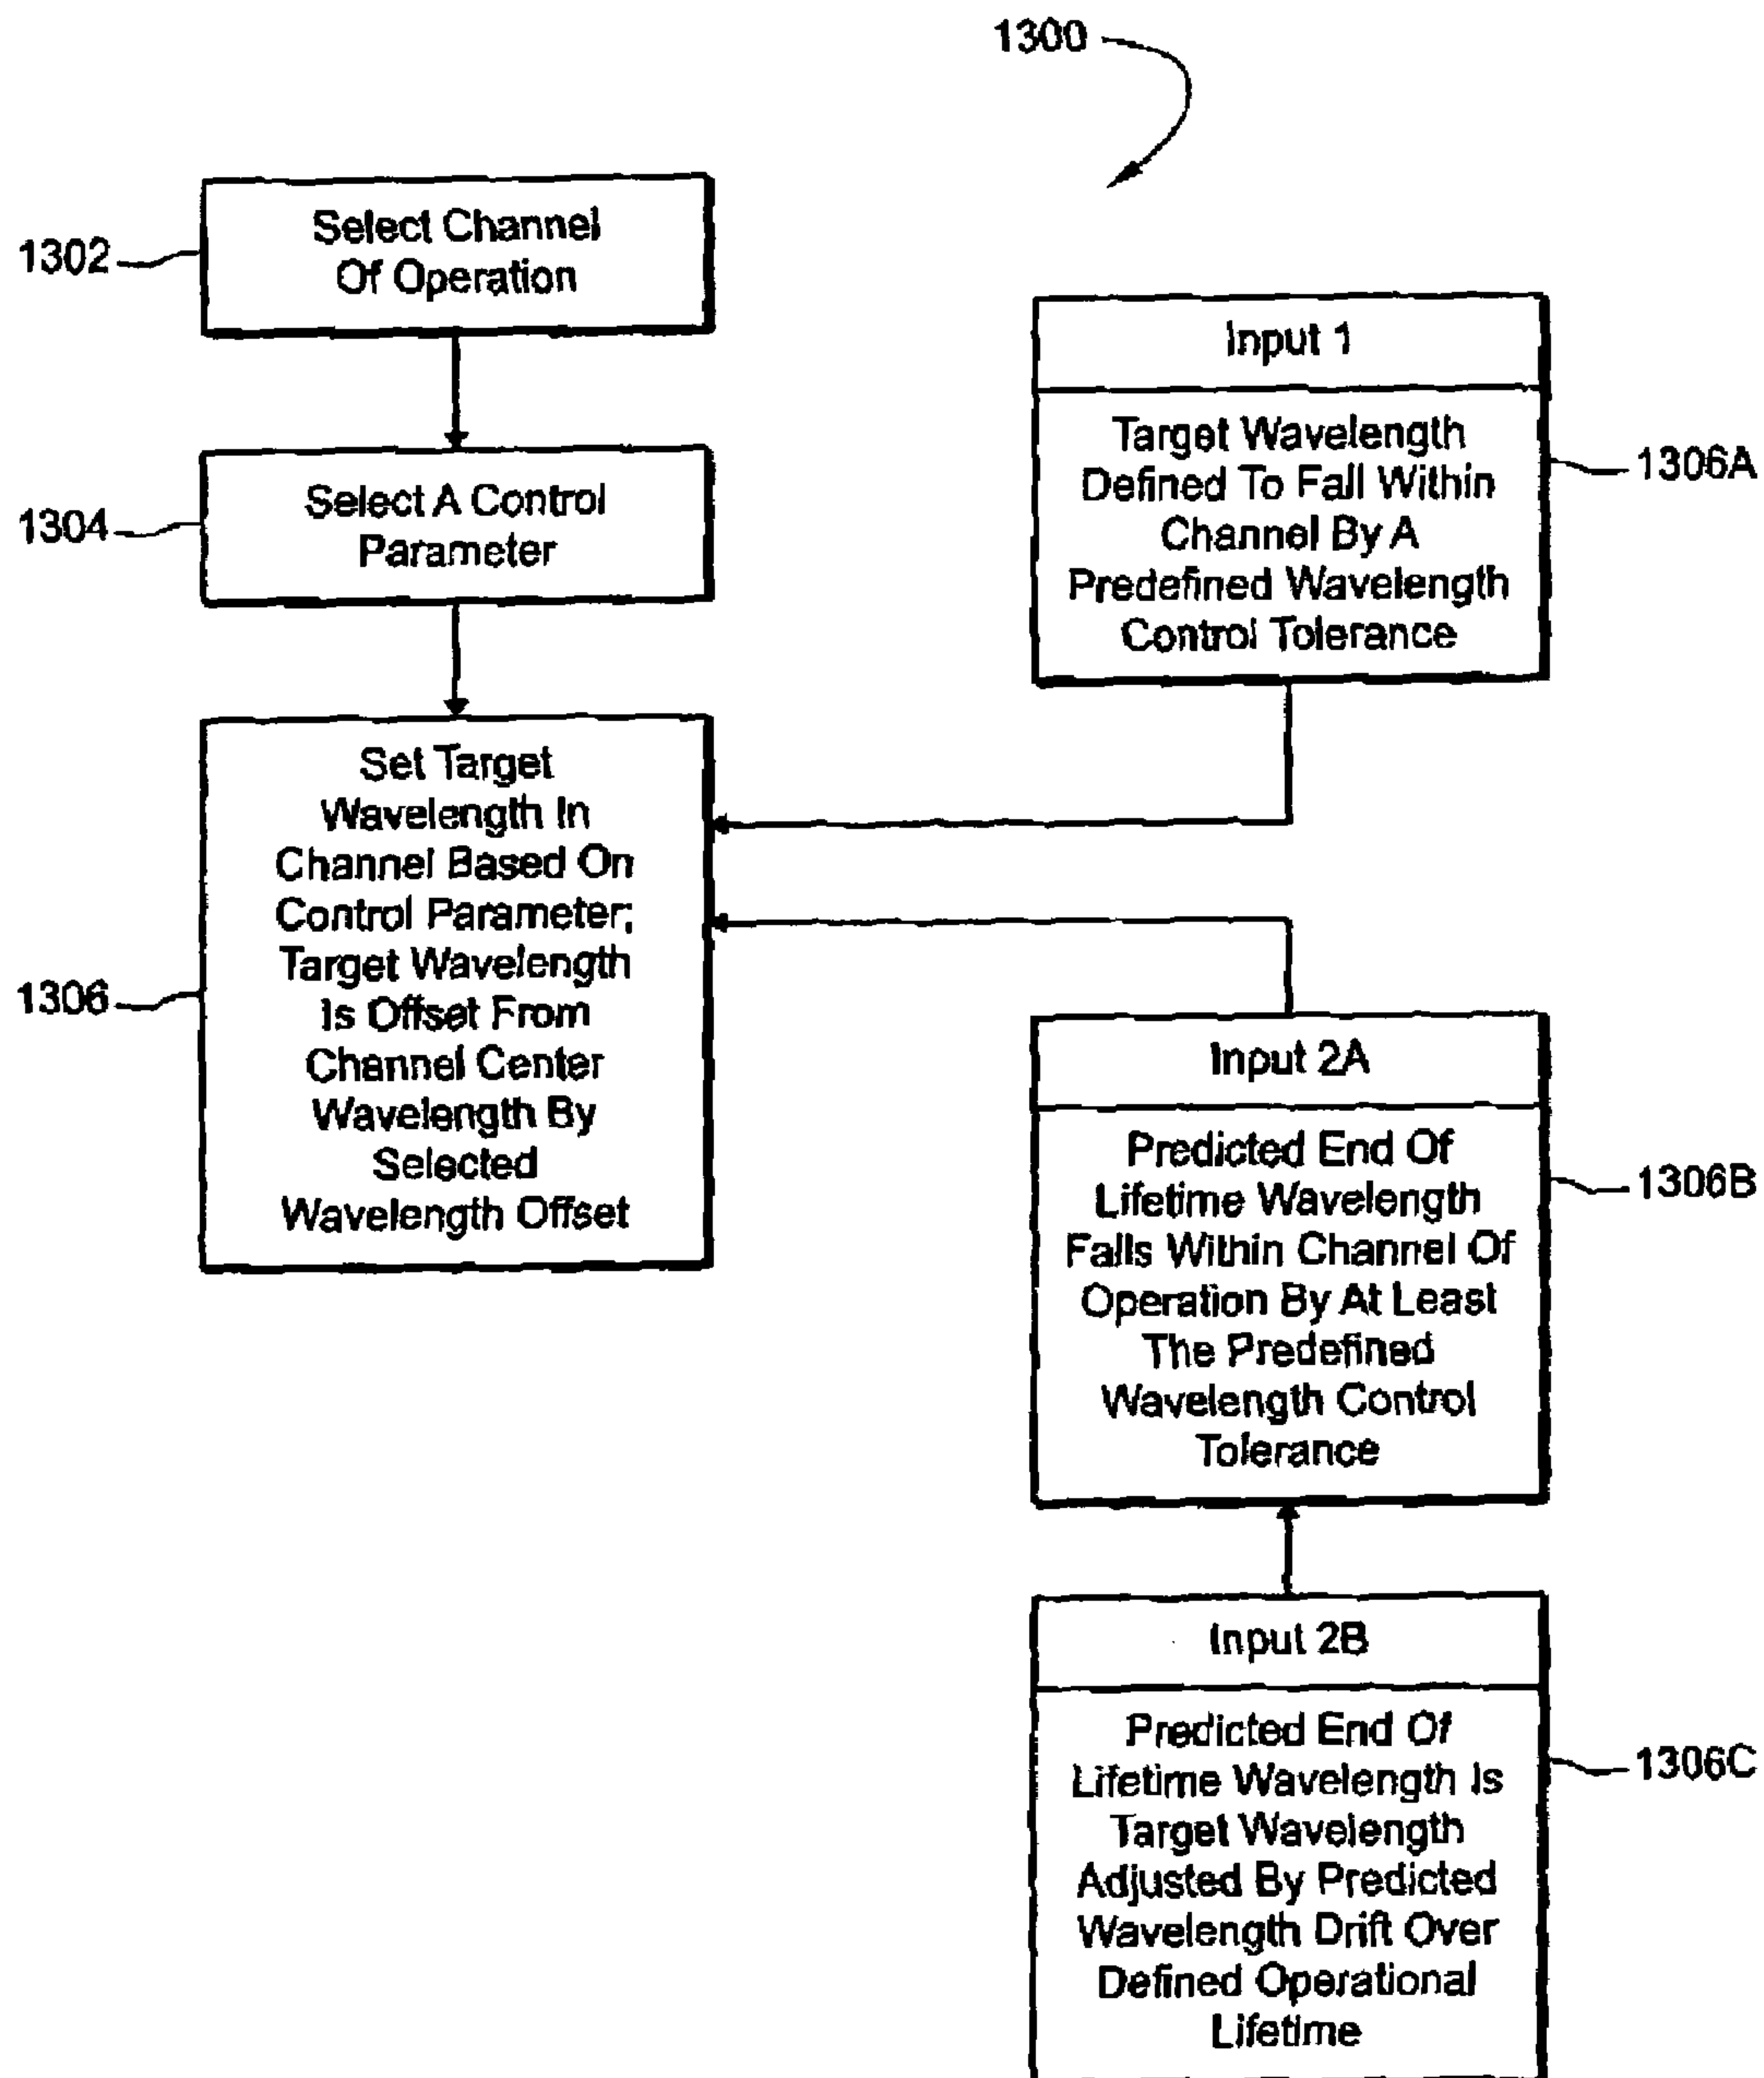 1300
1302
Select Channel
Of Operation
1304
Select A Control
Parameter
1306
Set Target
Wavelength In
Channel Based On
Control Parameter;
Target Wavelength
Is Offset From
Channel Center
Wavelength By
Selected
Wavelength Offset
Input 1
Target Wavelength
Defined To Fall Within
Channel By A
Predefined Wavelength
Control Tolerance
1306A
Input 2A
Predicted End Of
Lifetime Wavelength
Falls Within Channel Of
Operation By At Least
The Predefined
Wavelength Control
Tolerance
1306B
Input 2B
Predicted End Of
Lifetime Wavelength Is
Target Wavelength
Adjusted By Predicted
Wavelength Drift Over
Defined Operational
Lifetime
1306C